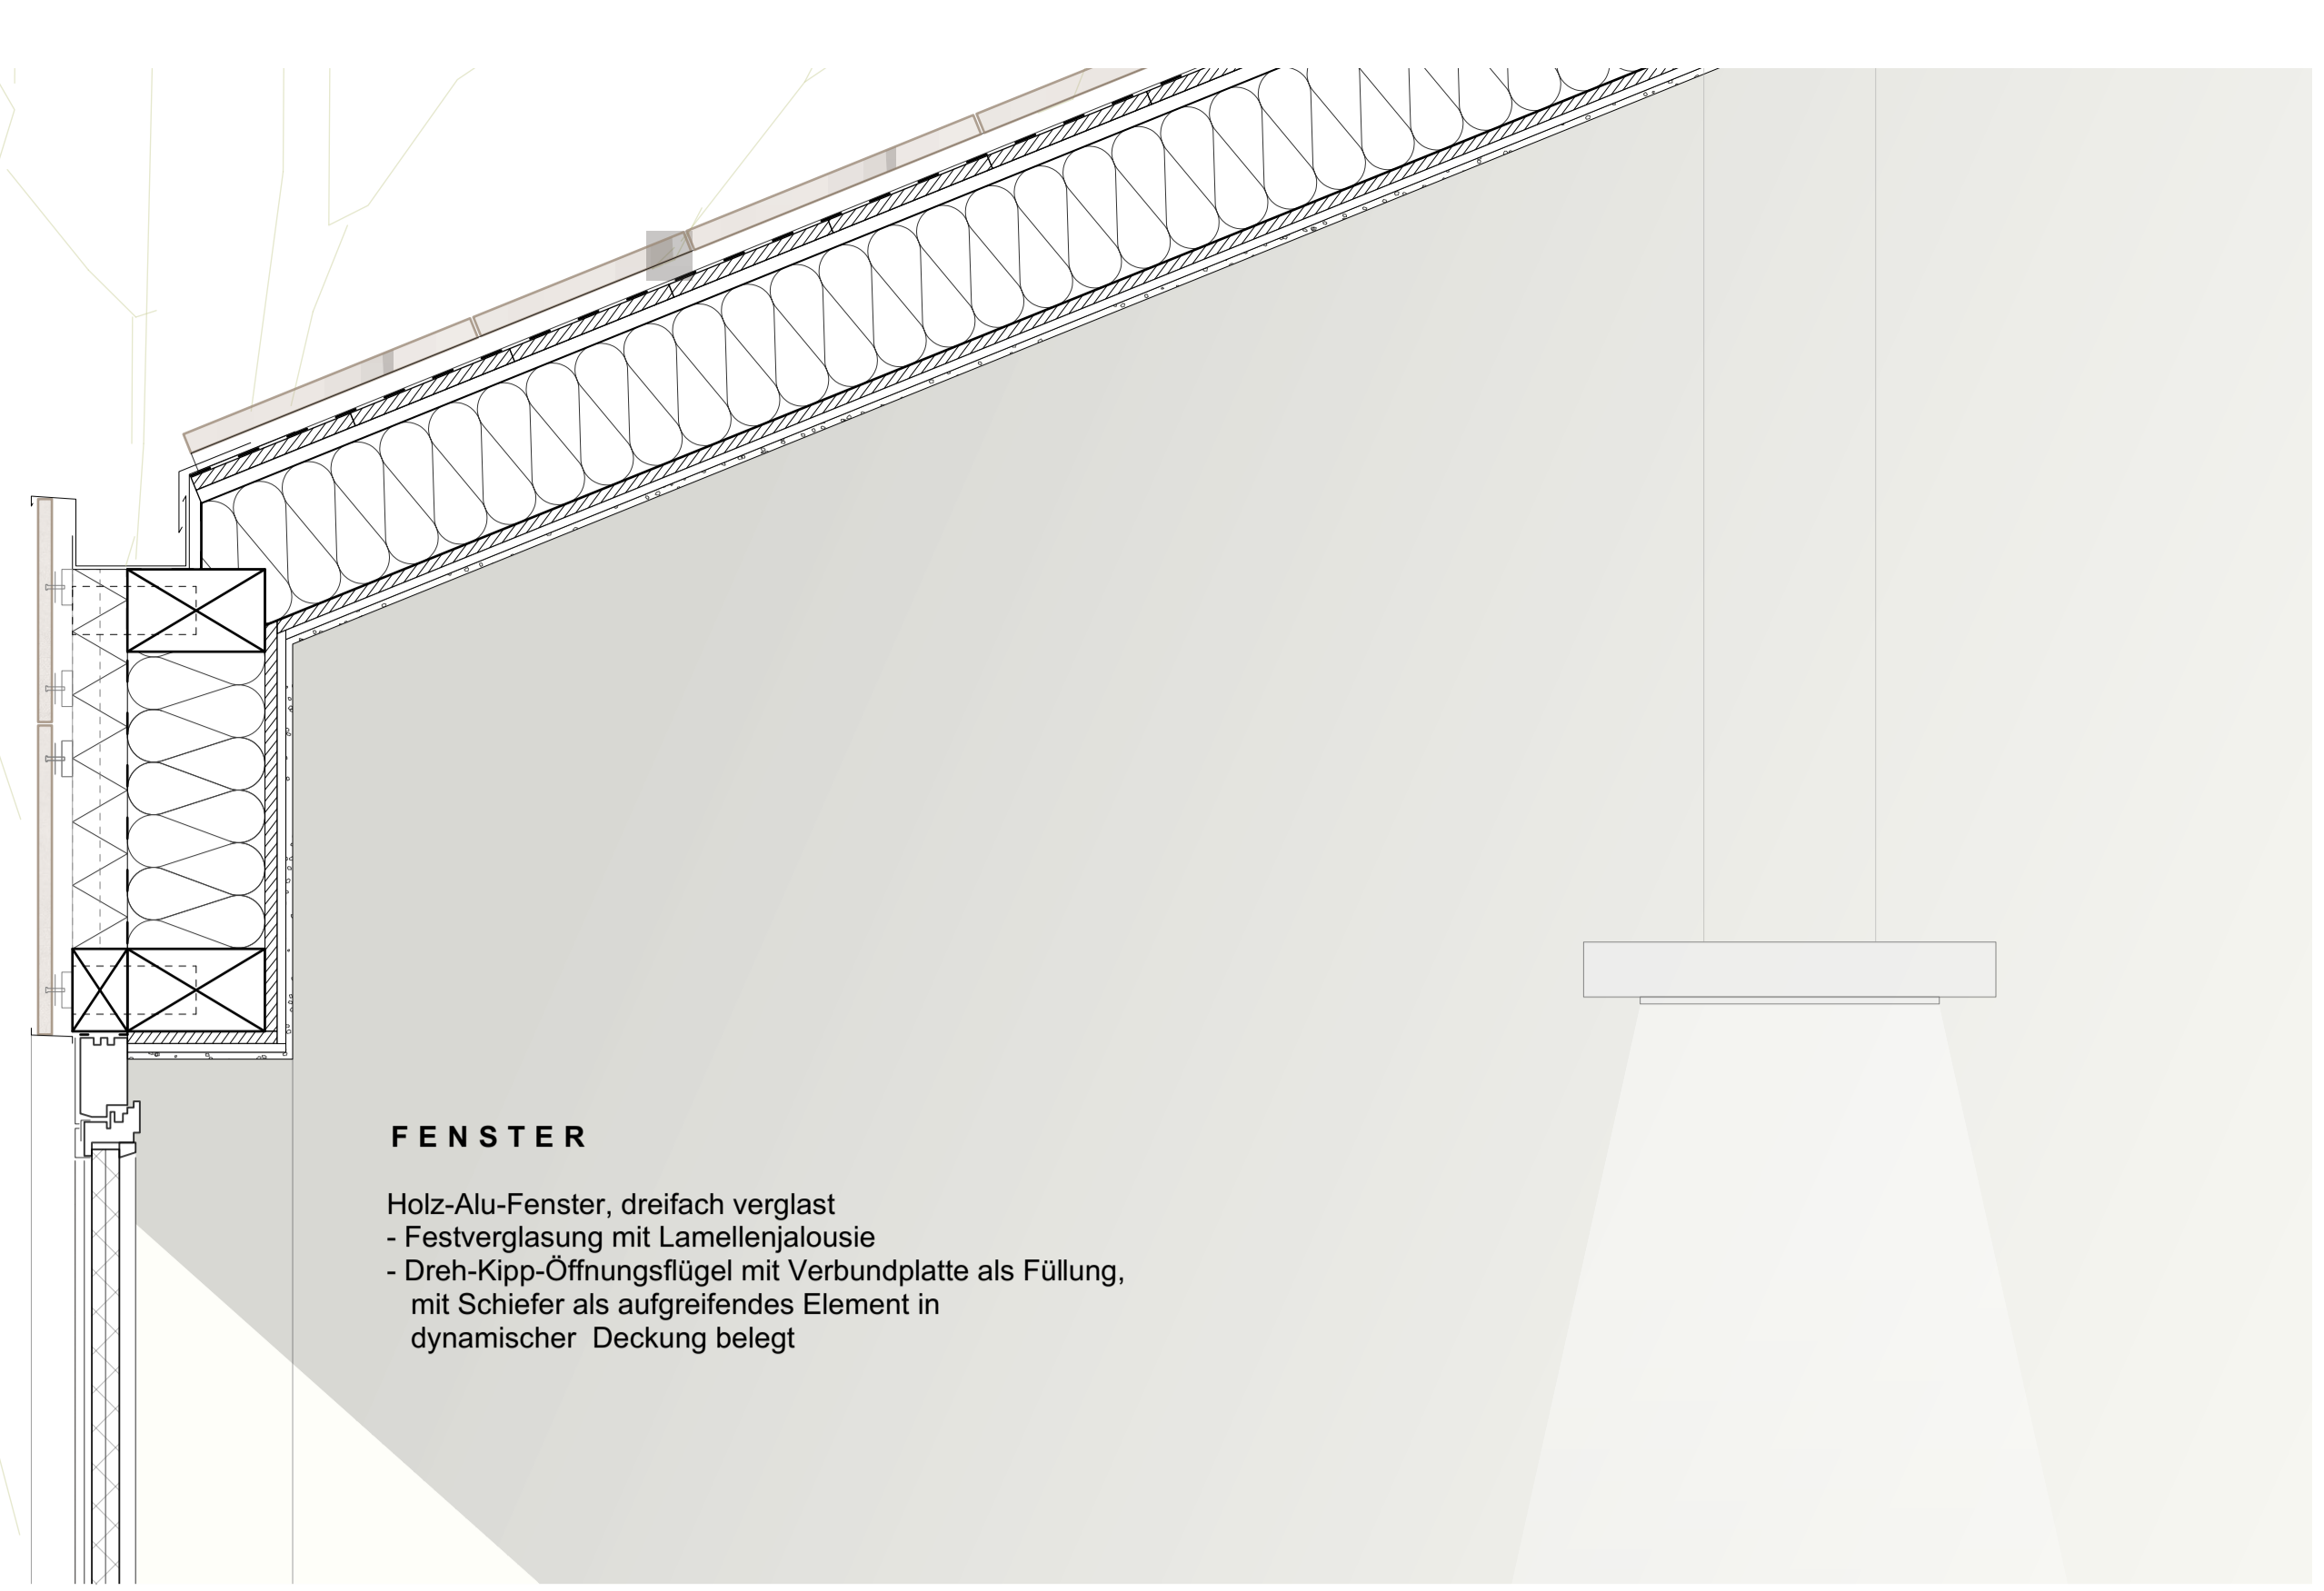 FENSTER
Holz-Alu-Fenster, dreifach verglast
- Festverglasung mit Lamellenjalousie
- Dreh-Kipp-Öffnungsflügel mit Verbundplatte als Füllung,
mit Schiefer als aufgreifendes Element in
dynamischer  Deckung belegt